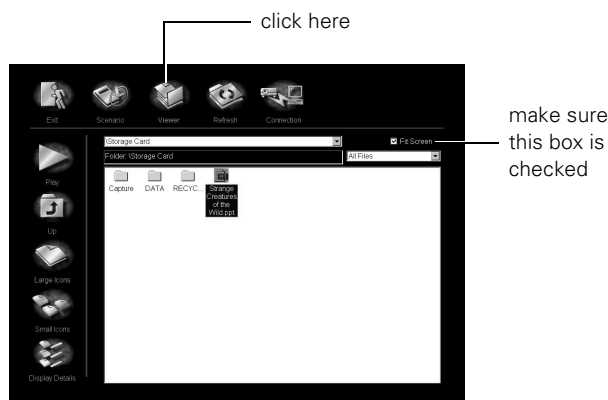 click here
Exit
Scenario
Viewer
Refresh
Connection
make sure
this box is
checked
\Storage Card
Fit Screen
Folder: \Storage Card
All Files
Play
Capture
DATA
RECYC...
Strange
Creatures
of the
Wild.ppt
Up
Large Icons
Small Icons
Display Details